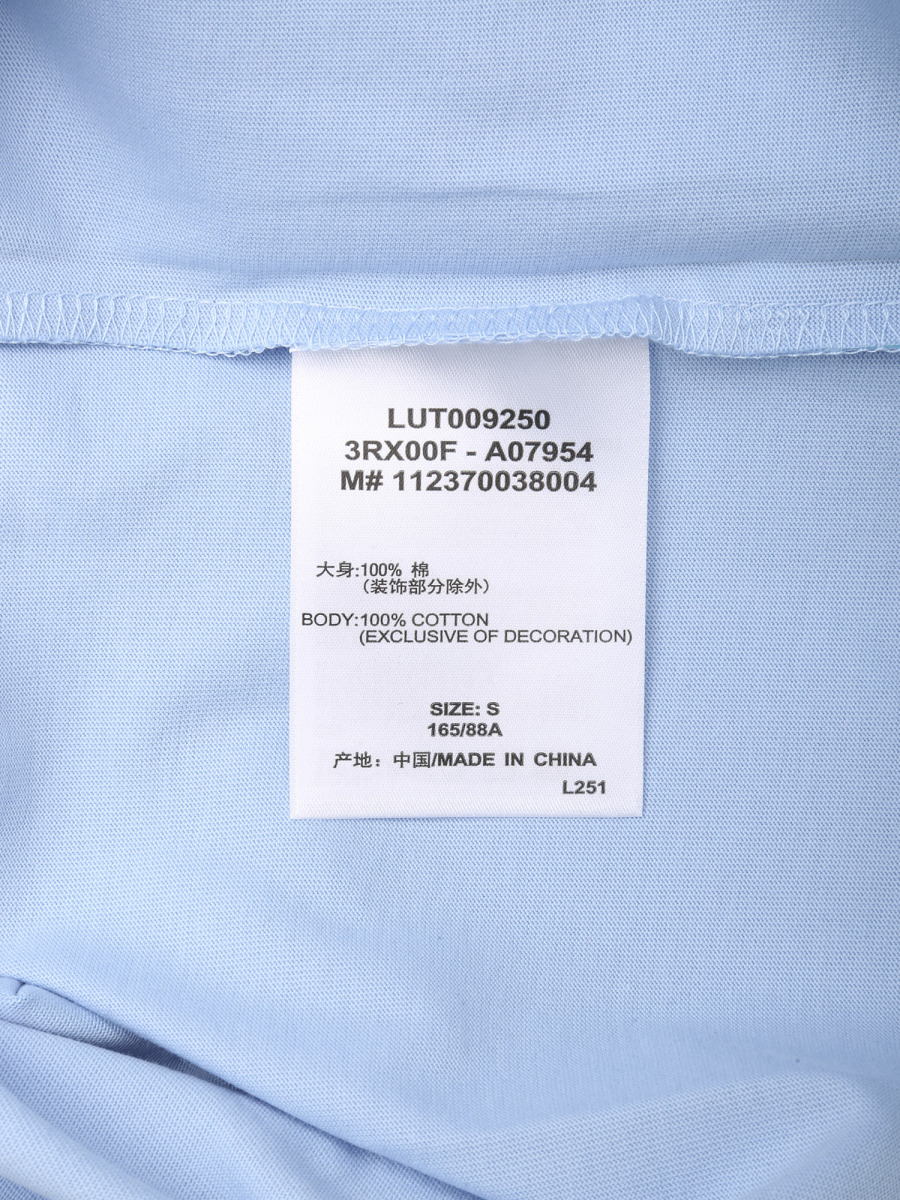 LUT009250
3RX00F - A07954
M# 112370038004
大身:100% 棉
(装饰部分除外)
BODY:100% COTTON
(EXCLUSIVE OF DECORATION)
SIZE: S
165/88A
产地：中国/MADE IN CHINA
L251